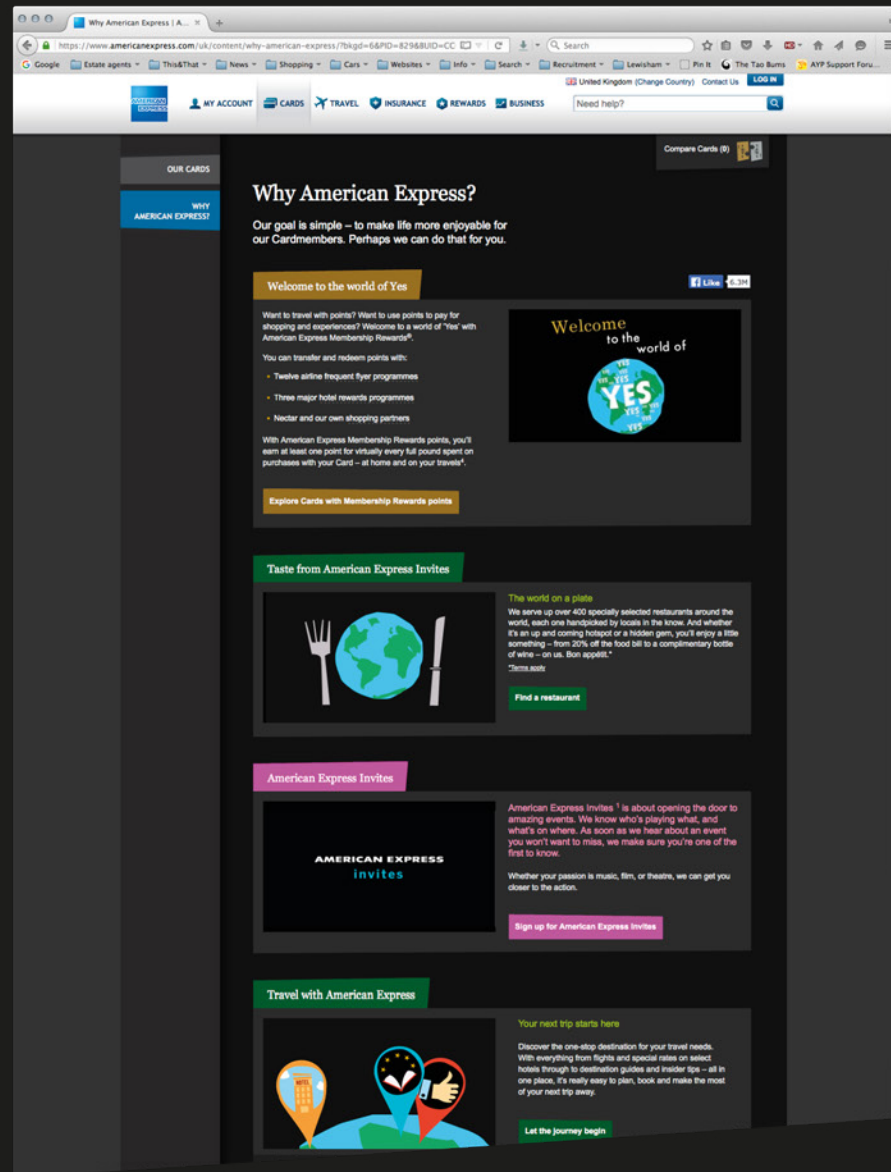 Why American Express | A...
https://www.americanexpress.com/uk/content/why-american-express/?bkgd=6&PID=829&BUID=CC
Search
Google Estate agents This&That News Shopping Cars Websites Info Search Recruitment Lewisham Pin It The Tao Bums AYP Support Foru...
United Kingdom (Change Country) Contact Us LOG IN
AMERICAN EXPRESS
MY ACCOUNT CARDS TRAVEL INSURANCE REWARDS BUSINESS
Need help?
Compare Cards (0)
OUR CARDS
WHY
AMERICAN EXPRESS?
Why American Express?
Our goal is simple – to make life more enjoyable for
our Cardmembers. Perhaps we can do that for you.
Welcome to the world of Yes
Like 6.3M
Want to travel with points? Want to use points to pay for
shopping and experiences? Welcome to a world of 'Yes' with
American Express Membership Rewards®.
You can transfer and redeem points with:
• Twelve airline frequent flyer programmes
• Three major hotel rewards programmes
• Nectar and our own shopping partners
With American Express Membership Rewards points, you'll
earn at least one point for virtually every full pound spent on
purchases with your Card – at home and on your travels⁴.
Explore Cards with Membership Rewards points
Welcome
to the
world of
YES
YES
YES
YES
YES
YES
Taste from American Express Invites
The world on a plate
We serve up over 400 specially selected restaurants around the
world, each one handpicked by locals in the know. And whether
it's an up and coming hotspot or a hidden gem, you'll enjoy a little
something – from 20% off the food bill to a complimentary bottle
of wine – on us. Bon appétit.*
*Terms apply
Find a restaurant
American Express Invites
AMERICAN EXPRESS
invites
American Express Invites ¹ is about opening the door to
amazing events. We know who's playing what, and
what's on where. As soon as we hear about an event
you won't want to miss, we make sure you're one of the
first to know.
Whether your passion is music, film, or theatre, we can get you
closer to the action.
Sign up for American Express Invites
Travel with American Express
HOTEL
Your next trip starts here
Discover the one-stop destination for your travel needs.
With everything from flights and special rates on select
hotels through to destination guides and insider tips – all in
one place, it's really easy to plan, book and make the most
of your next trip away.
Let the journey begin